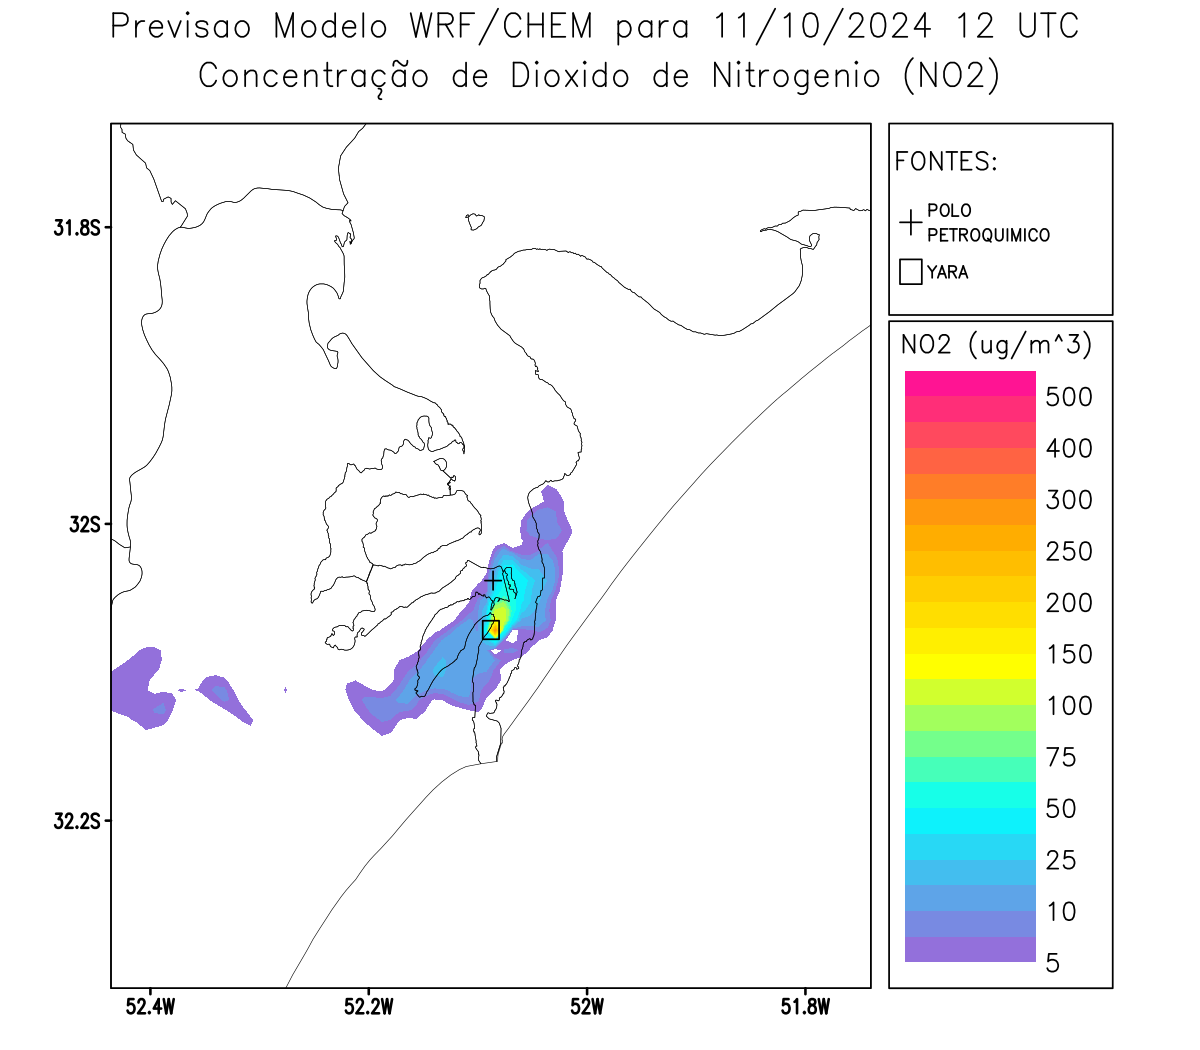 Previsao Modelo WRF/CHEM para 11/10/2024 12 UTC
Concentração de Dioxido de Nitrogenio (NO2)
FONTES:
POLO
PETROQUIMICO
YARA
NO2 (ug/m^3)
500
400
300
250
200
150
100
75
50
25
10
5
31.8S
32S
32.2S
52.4W
52.2W
52W
51.8W